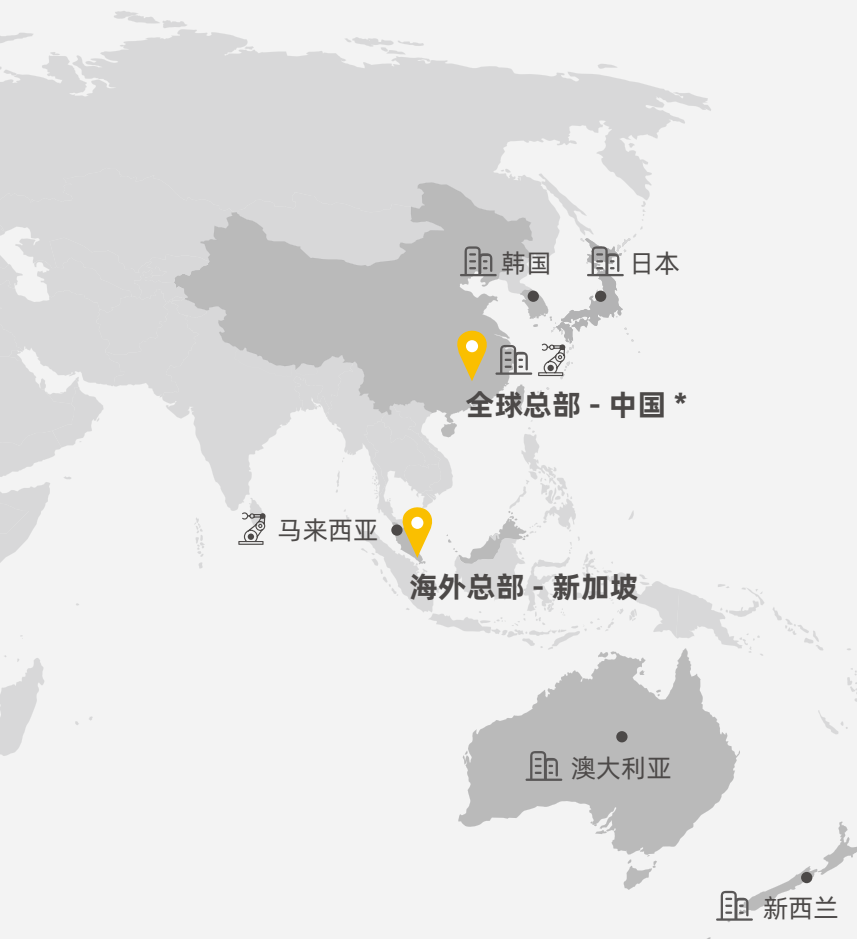 韩国
日本
全球总部 - 中国 *
马来西亚
海外总部 - 新加坡
澳大利亚
新西兰